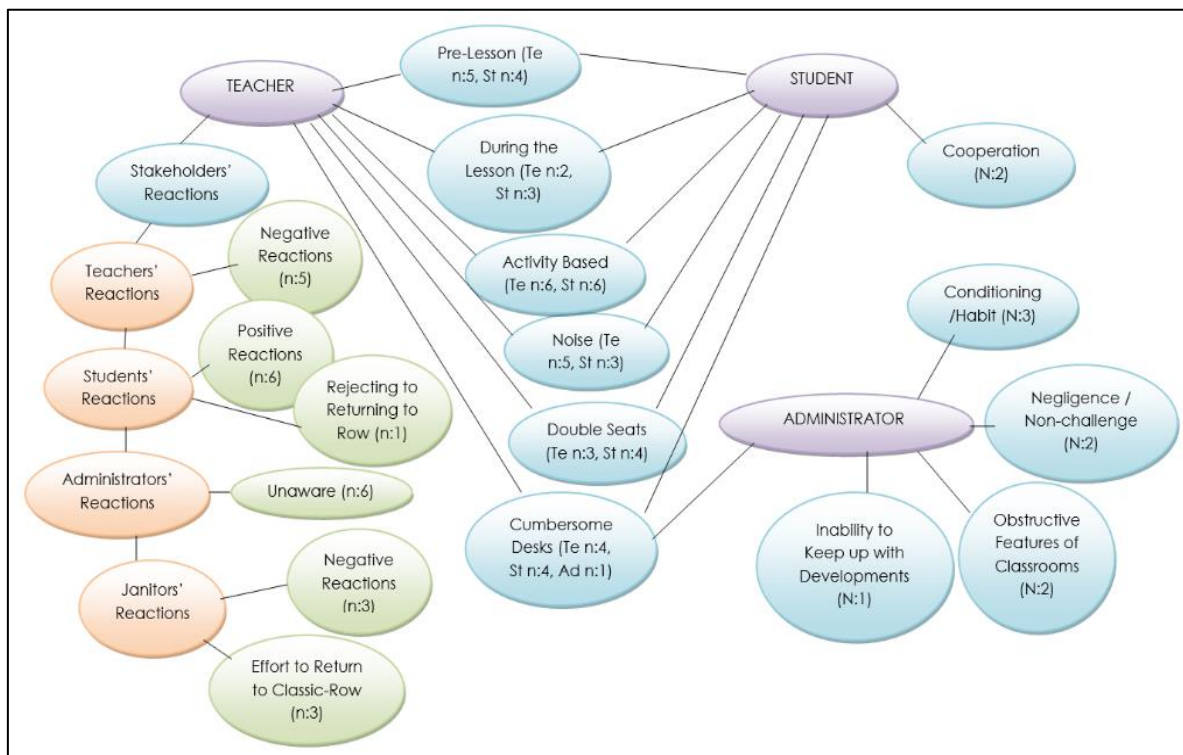 TEACHER
Pre-Lesson (Te
n:5, St n:4)
STUDENT
During the
Lesson (Te n:2,
St n:3)
Cooperation
(N:2)
Stakeholders'
Reactions
Negative
Reactions
(n:5)
Teachers'
Reactions
Activity Based
(Te n:6, St n:6)
Conditioning
/Habit (N:3)
Positive
Reactions
(n:6)
Noise (Te
n:5, St n:3)
Students'
Reactions
Rejecting to
Returning to
Row (n:1)
Double Seats
(Te n:3, St n:4)
ADMINISTRATOR
Negligence /
Non-challenge
(N:2)
Administrators'
Reactions
Unaware (n:6)
Cumbersome
Desks (Te n:4,
St n:4, Ad n:1)
Inability to
Keep up with
Developments
(N:1)
Obstructive
Features of
Classrooms
(N:2)
Janitors'
Reactions
Negative
Reactions
(n:3)
Effort to Return
to Classic-Row
(n:3)